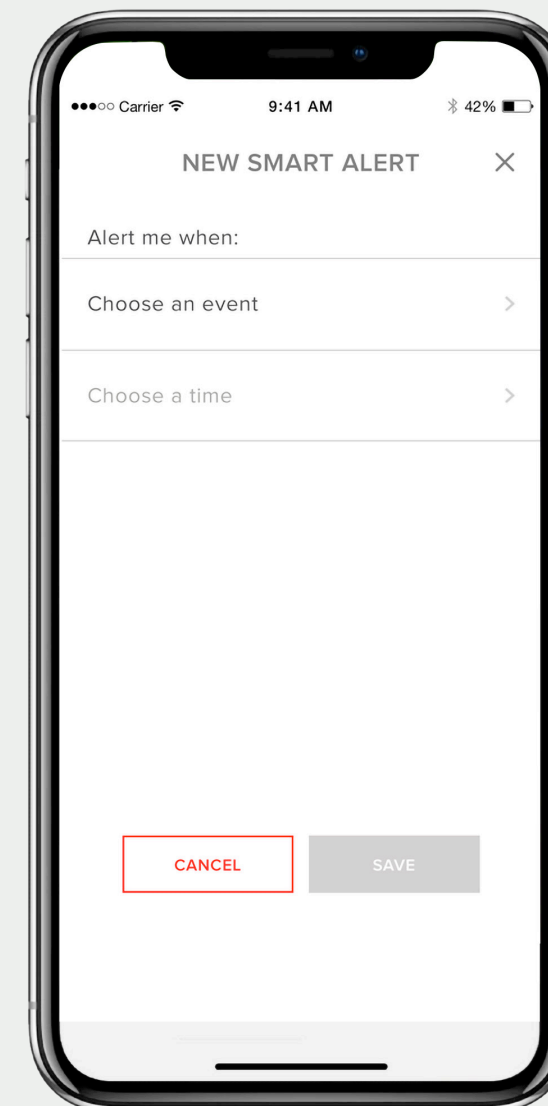 ●●●○○ Carrier 9:41 AM 42%
NEW SMART ALERT
Alert me when:
Choose an event
Choose a time
CANCEL SAVE